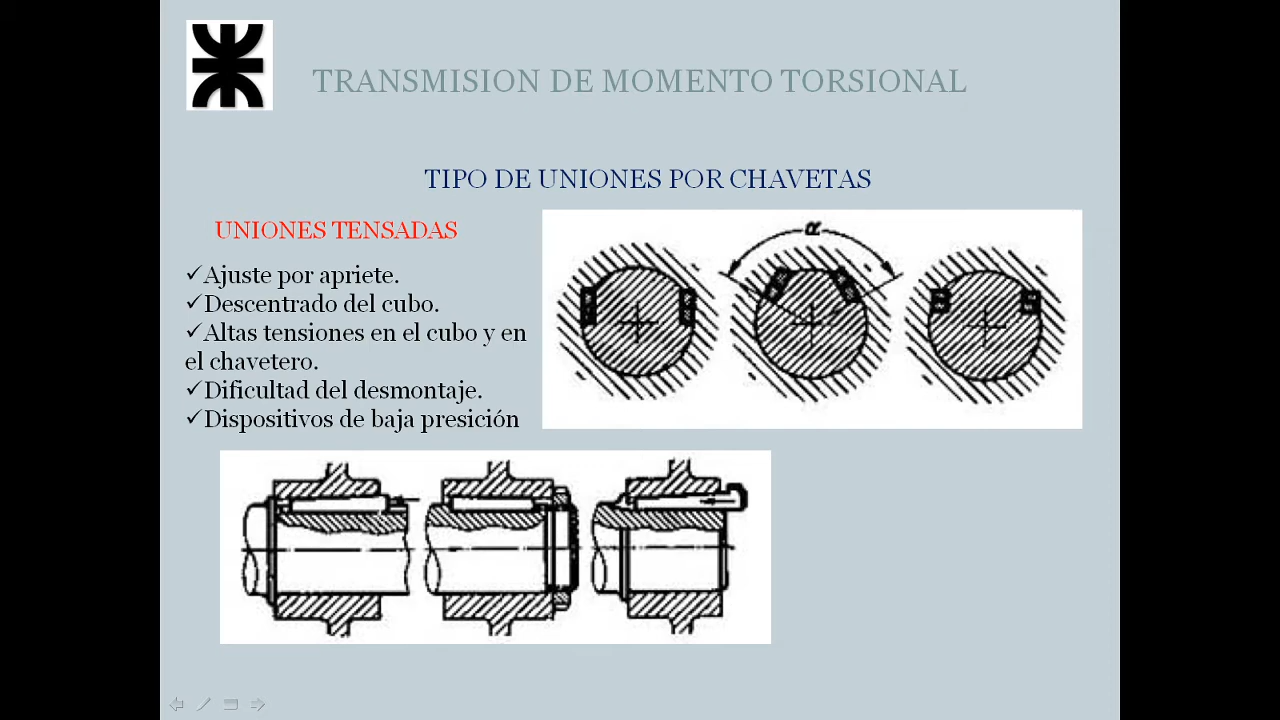 TRANSMISION DE MOMENTO TORSIONAL
TIPO DE UNIONES POR CHAVETAS
UNIONES TENSADAS
✓Ajuste por apriete.
✓Descentrado del cubo.
✓Altas tensiones en el cubo y en
el chavetero.
✓Dificultad del desmontaje.
✓Dispositivos de baja presición
R